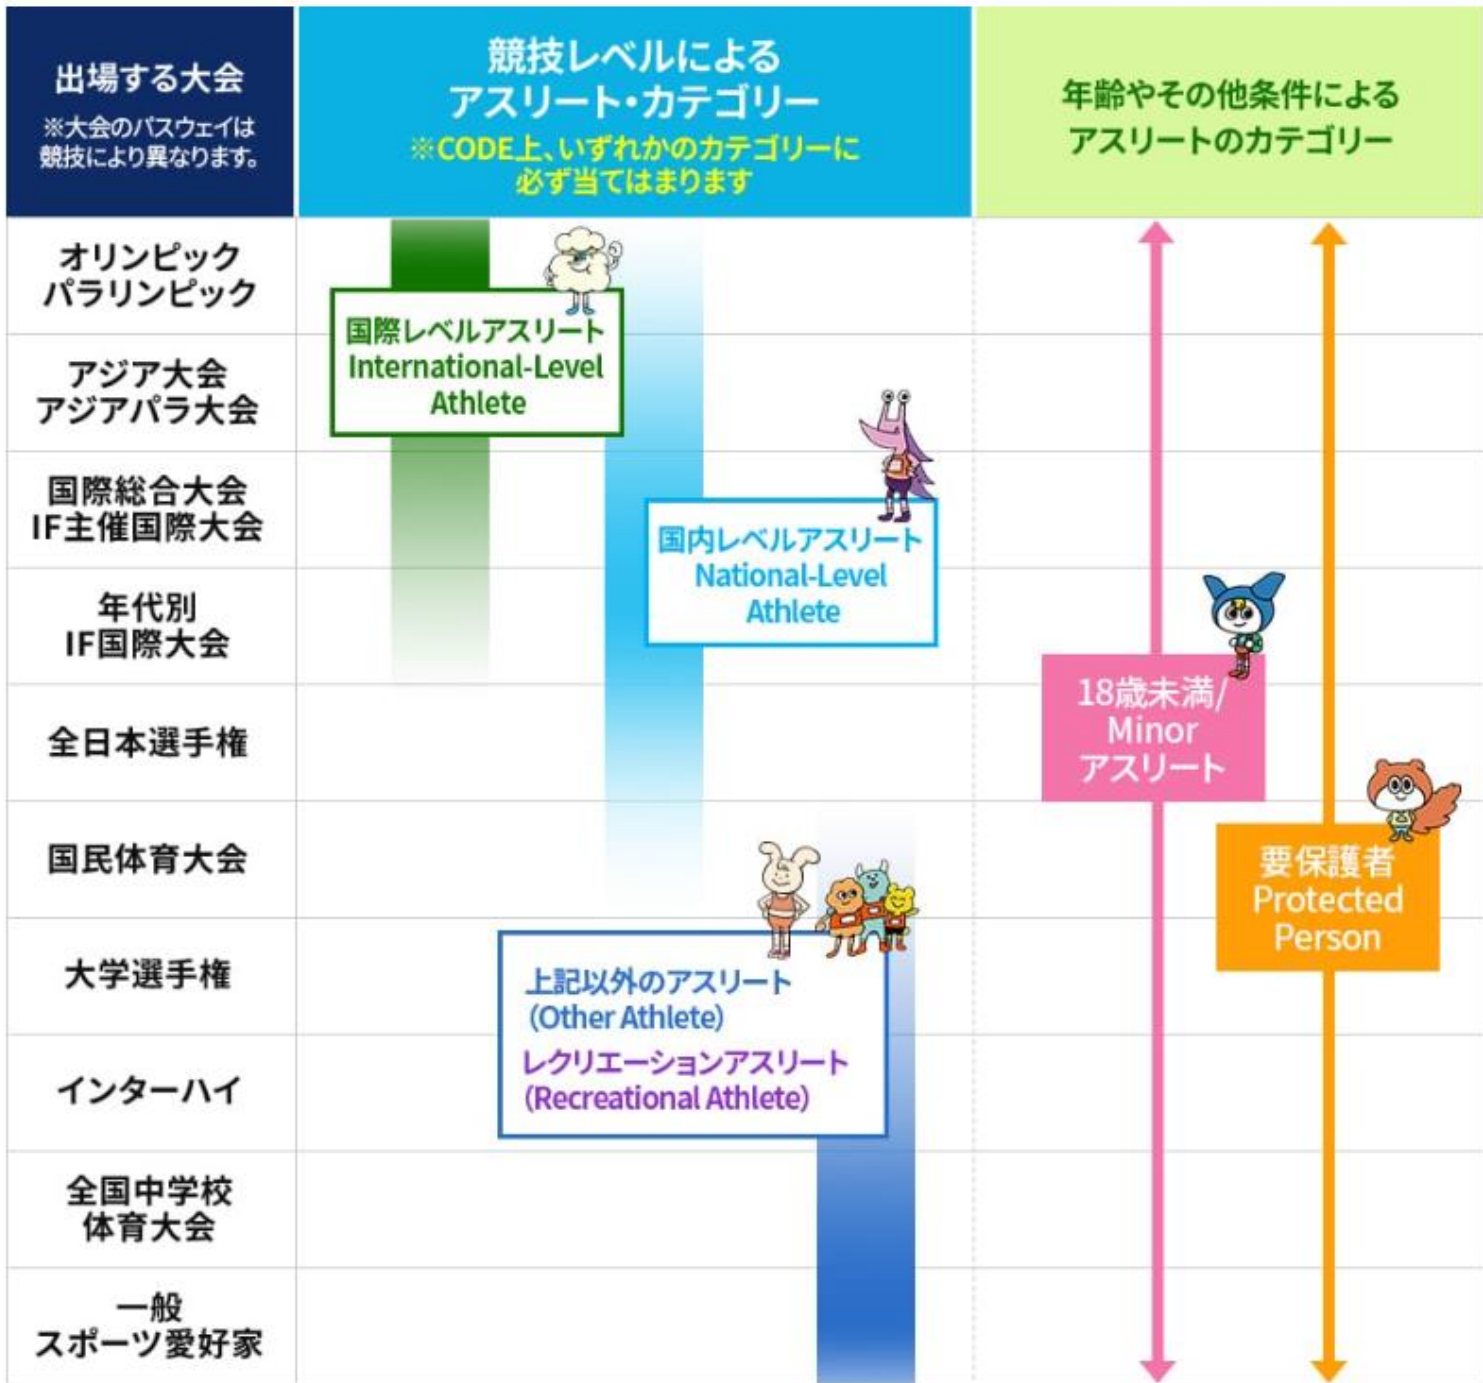 出場する大会
※大会のパスウェイは
競技により異なります。
競技レベルによる
アスリート・カテゴリー
※CODE上、いずれかのカテゴリーに
必ず当てはまります
年齢やその他条件による
アスリートのカテゴリー
オリンピック
パラリンピック
国際レベルアスリート
International-Level
Athlete
アジア大会
アジアパラ大会
国際総合大会
IF主催国際大会
国内レベルアスリート
National-Level
Athlete
年代別
IF国際大会
全日本選手権
18歳未満/
Minor
アスリート
国民体育大会
要保護者
Protected
Person
大学選手権
上記以外のアスリート
(Other Athlete)
レクリエーションアスリート
(Recreational Athlete)
インターハイ
全国中学校
体育大会
一般
スポーツ愛好家